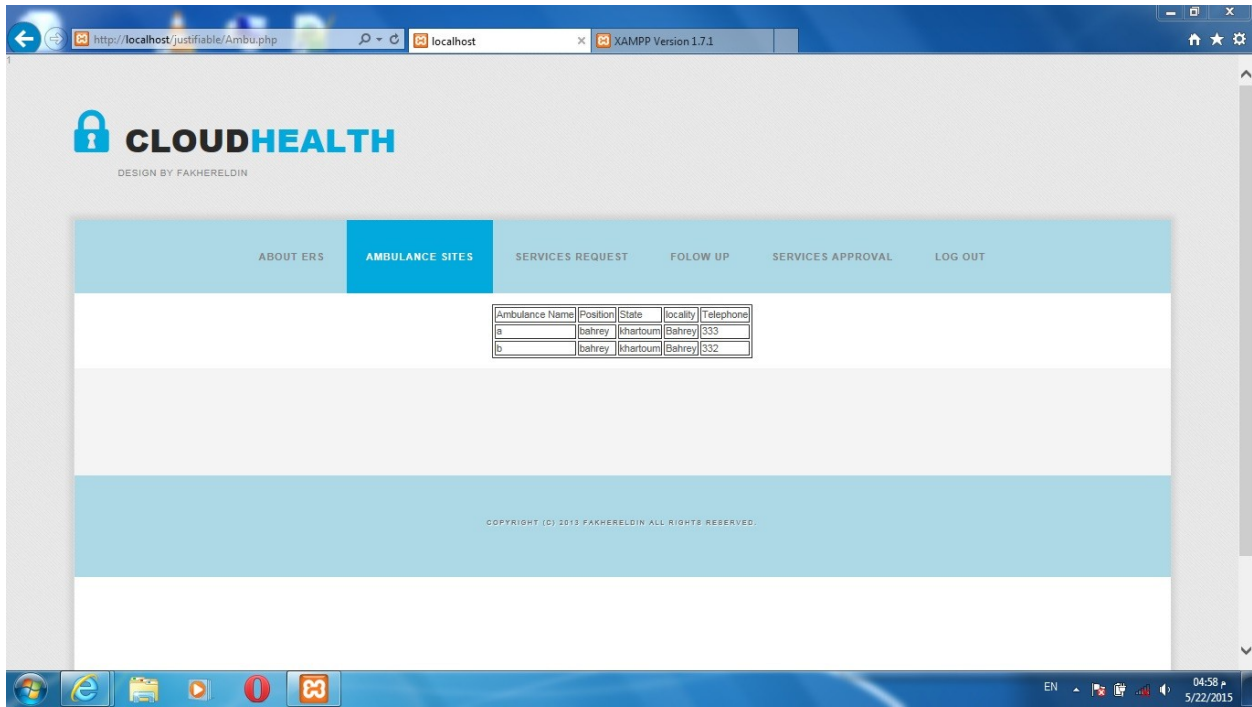 http://localhost/justifiable/Ambu.php localhost XAMPP Version 1.7.1
1
CLOUDHEALTH
DESIGN BY FAKHERELDIN
ABOUT ERS AMBULANCE SITES SERVICES REQUEST FOLOW UP SERVICES APPROVAL LOG OUT
Ambulance Name Position State locality Telephone
a bahrey khartoum Bahrey 333
b bahrey khartoum Bahrey 332
COPYRIGHT (C) 2013 FAKHERELDIN ALL RIGHTS RESERVED.
EN 04:58 م
5/22/2015